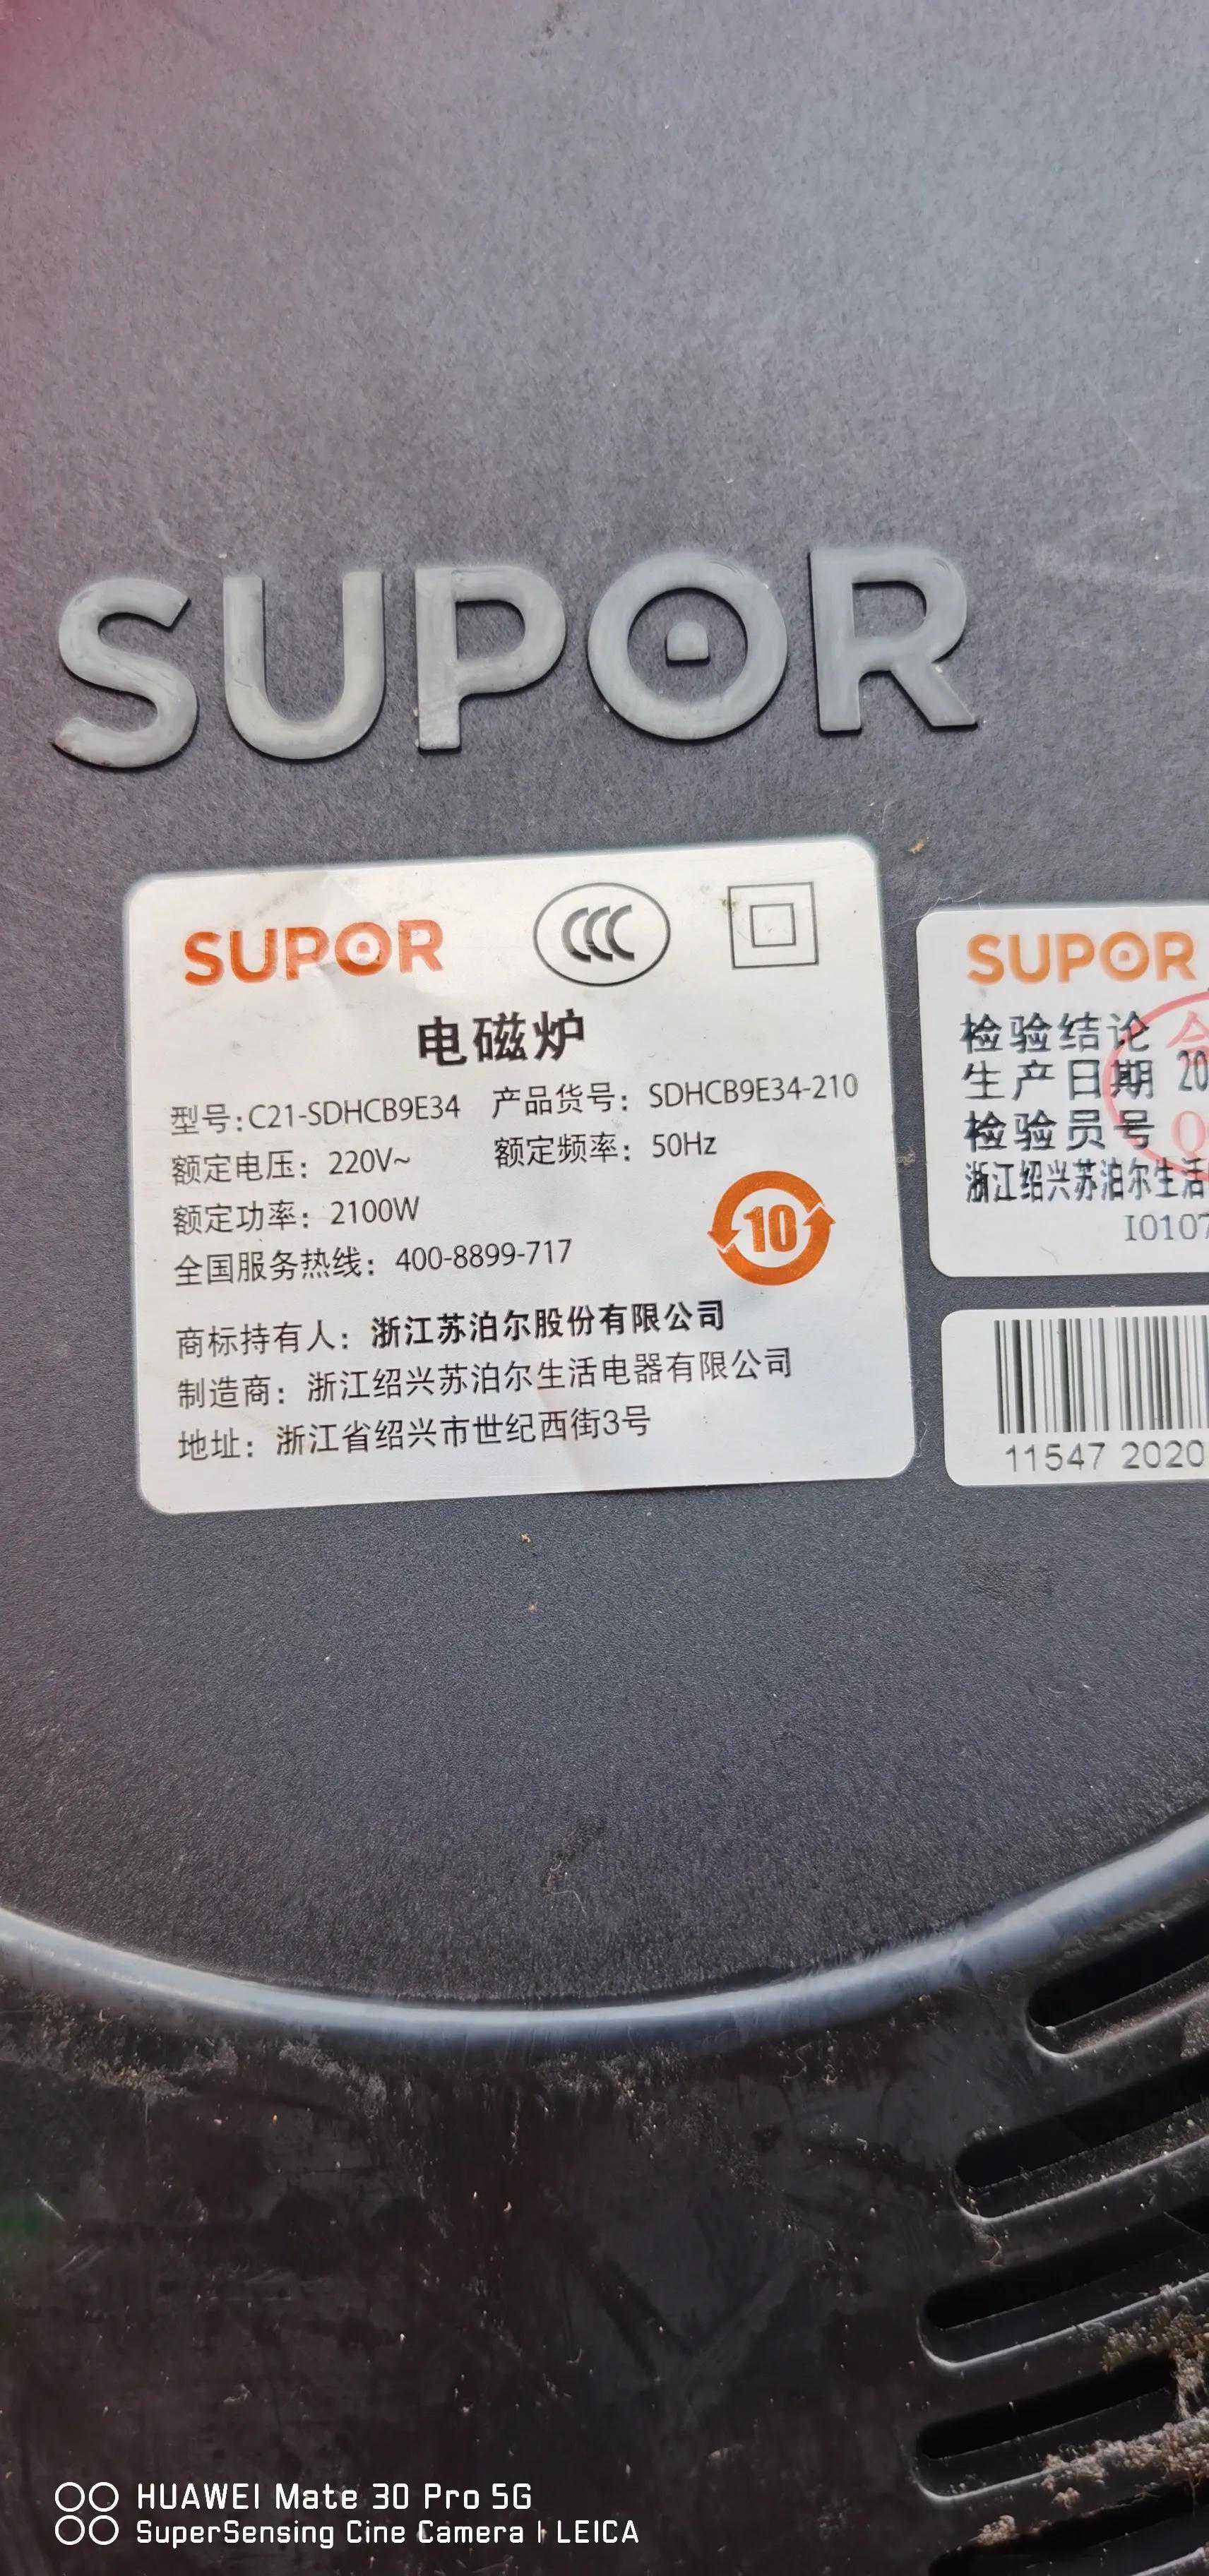 SUPOR
SUPOR
电磁炉
型号:C21-SDHCB9E34 产品货号: SDHCB9E34-210
额定电压: 220V~ 额定频率: 50Hz
额定功率: 2100W
10
全国服务热线: 400-8899-717
商标持有人: 浙江苏泊尔股份有限公司
制造商: 浙江绍兴苏泊尔生活电器有限公司
地址: 浙江省绍兴市世纪西街3号
SUPOR
检验结论
生产日期 20
检验员号 0
浙江绍兴苏泊尔生活
I0107
11547 2020
HUAWEI Mate 30 Pro 5G
SuperSensing Cine Camera | LEICA